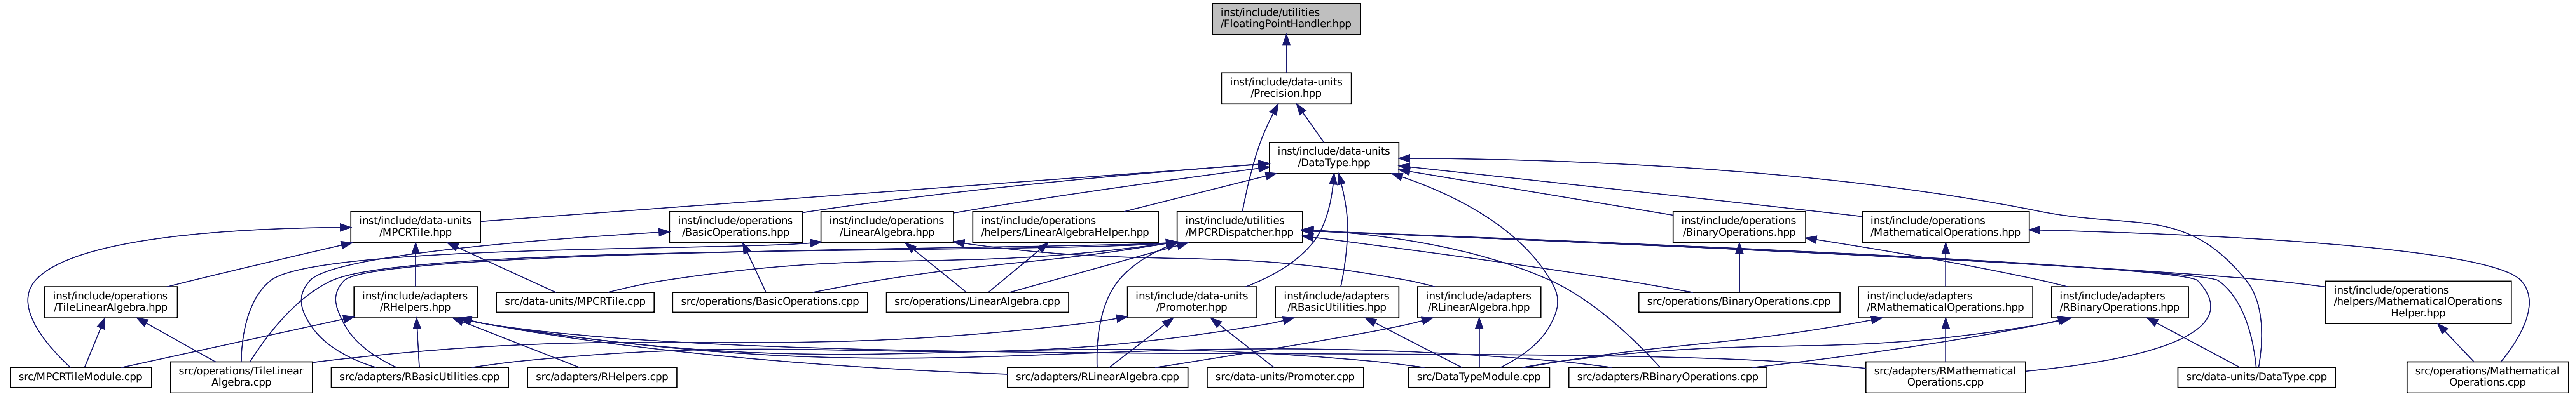 inst/include/utilities
/FloatingPointHandler.hpp
inst/include/data-units
/Precision.hpp
inst/include/data-units
/DataType.hpp
inst/include/data-units
/MPCRTile.hpp
inst/include/operations
/BasicOperations.hpp
inst/include/operations
/LinearAlgebra.hpp
inst/include/operations
/helpers/LinearAlgebraHelper.hpp
inst/include/utilities
/MPCRDispatcher.hpp
inst/include/operations
/BinaryOperations.hpp
inst/include/operations
/MathematicalOperations.hpp
inst/include/operations
/TileLinearAlgebra.hpp
inst/include/adapters
/RHelpers.hpp
src/data-units/MPCRTile.cpp
src/operations/BasicOperations.cpp
src/operations/LinearAlgebra.cpp
inst/include/data-units
/Promoter.hpp
inst/include/adapters
/RBasicUtilities.hpp
inst/include/adapters
/RLinearAlgebra.hpp
src/operations/BinaryOperations.cpp
inst/include/adapters
/RMathematicalOperations.hpp
inst/include/adapters
/RBinaryOperations.hpp
inst/include/operations
/helpers/MathematicalOperations
Helper.hpp
src/MPCRTileModule.cpp
src/operations/TileLinear
Algebra.cpp
src/adapters/RBasicUtilities.cpp
src/adapters/RHelpers.cpp
src/adapters/RLinearAlgebra.cpp
src/data-units/Promoter.cpp
src/DataTypeModule.cpp
src/adapters/RBinaryOperations.cpp
src/adapters/RMathematical
Operations.cpp
src/data-units/DataType.cpp
src/operations/Mathematical
Operations.cpp